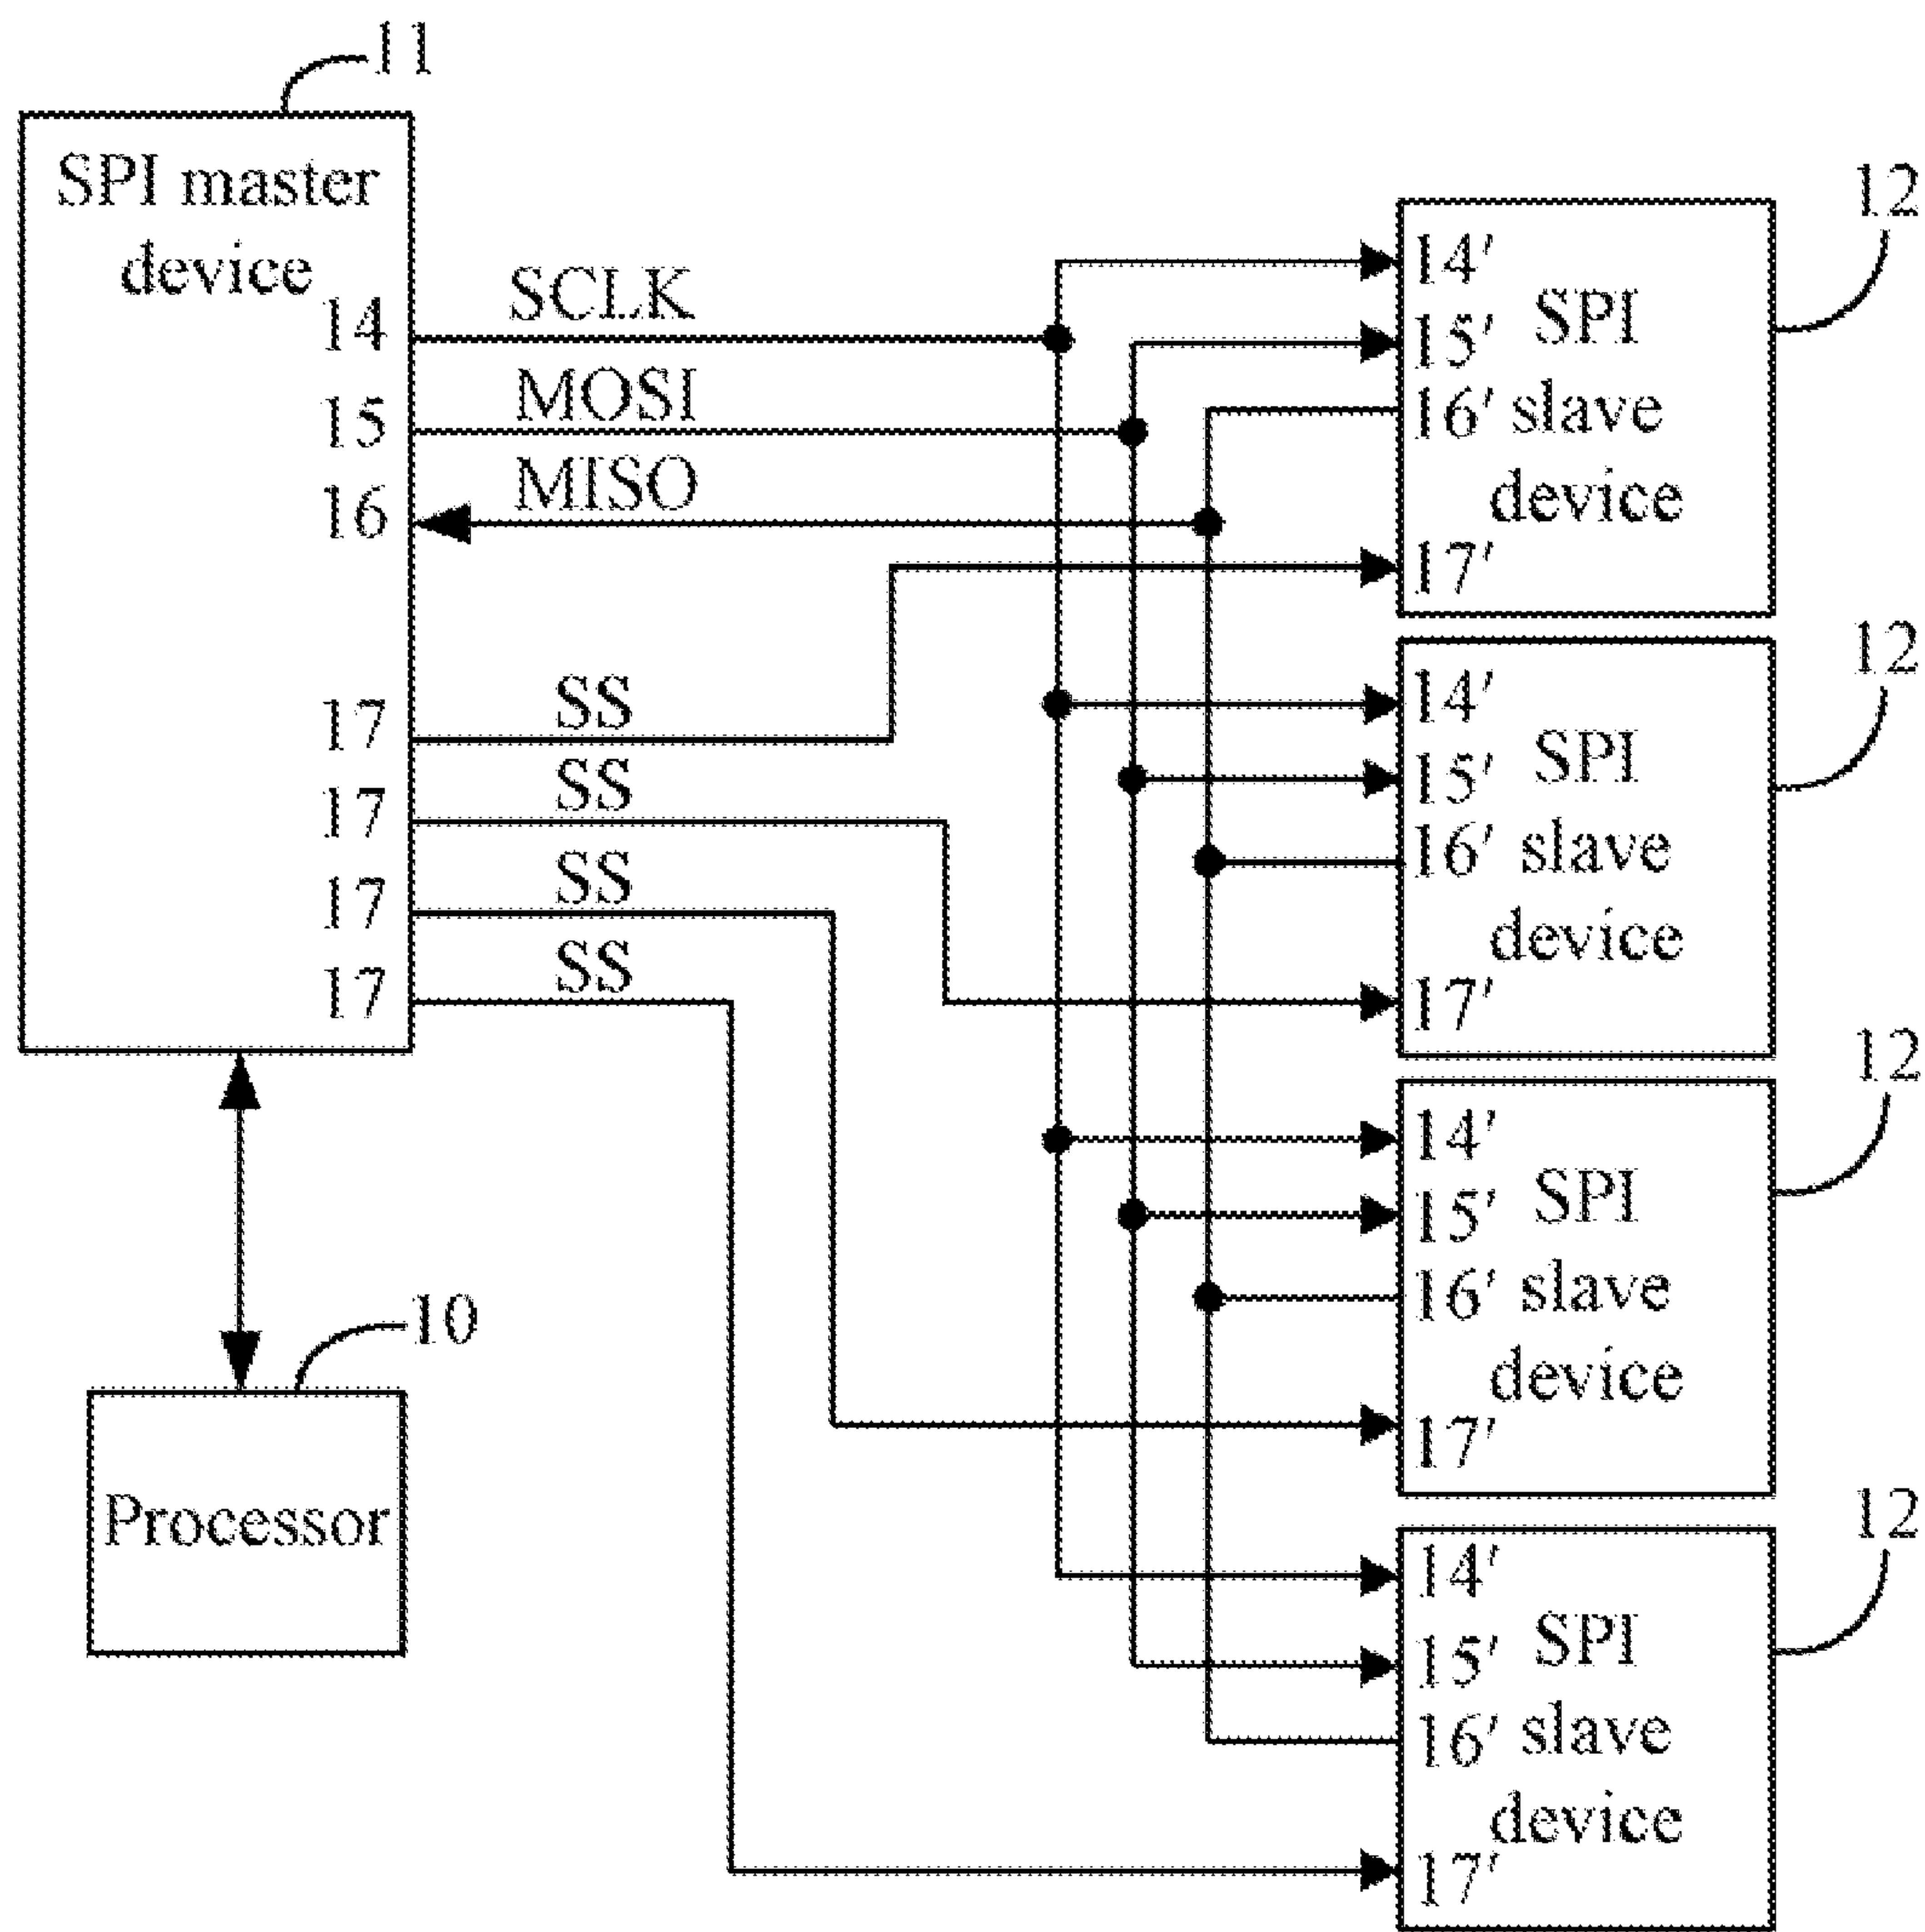 11
SPI master
device
14
SCLK
15
MOSI
16
MISO
17
SS
17
SS
17
SS
17
SS
10
Processor
12
14'
SPI
15'
16' slave
device
17'
12
14'
SPI
15'
16' slave
device
17'
12
14'
SPI
15'
16' slave
device
17'
12
14'
SPI
15'
16' slave
device
17'